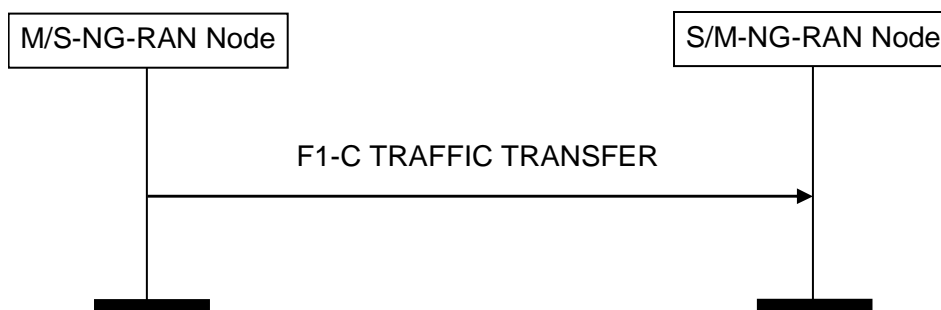 M/S-NG-RAN Node
S/M-NG-RAN Node
F1-C TRAFFIC TRANSFER